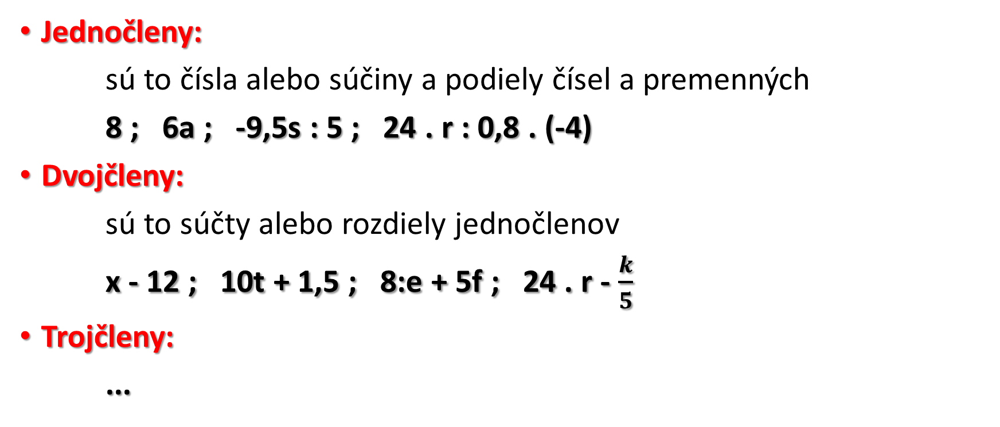 • Jednočleny:
sú to čísla alebo súčiny a podiely čísel a premenných
8 ; 6a ; -9,5s : 5 ; 24 . r : 0,8 . (-4)
• Dvojčleny:
sú to súčty alebo rozdiely jednočlenov
x - 12 ; 10t + 1,5 ; 8:e + 5f ; 24 . r - k/5
• Trojčleny:
...